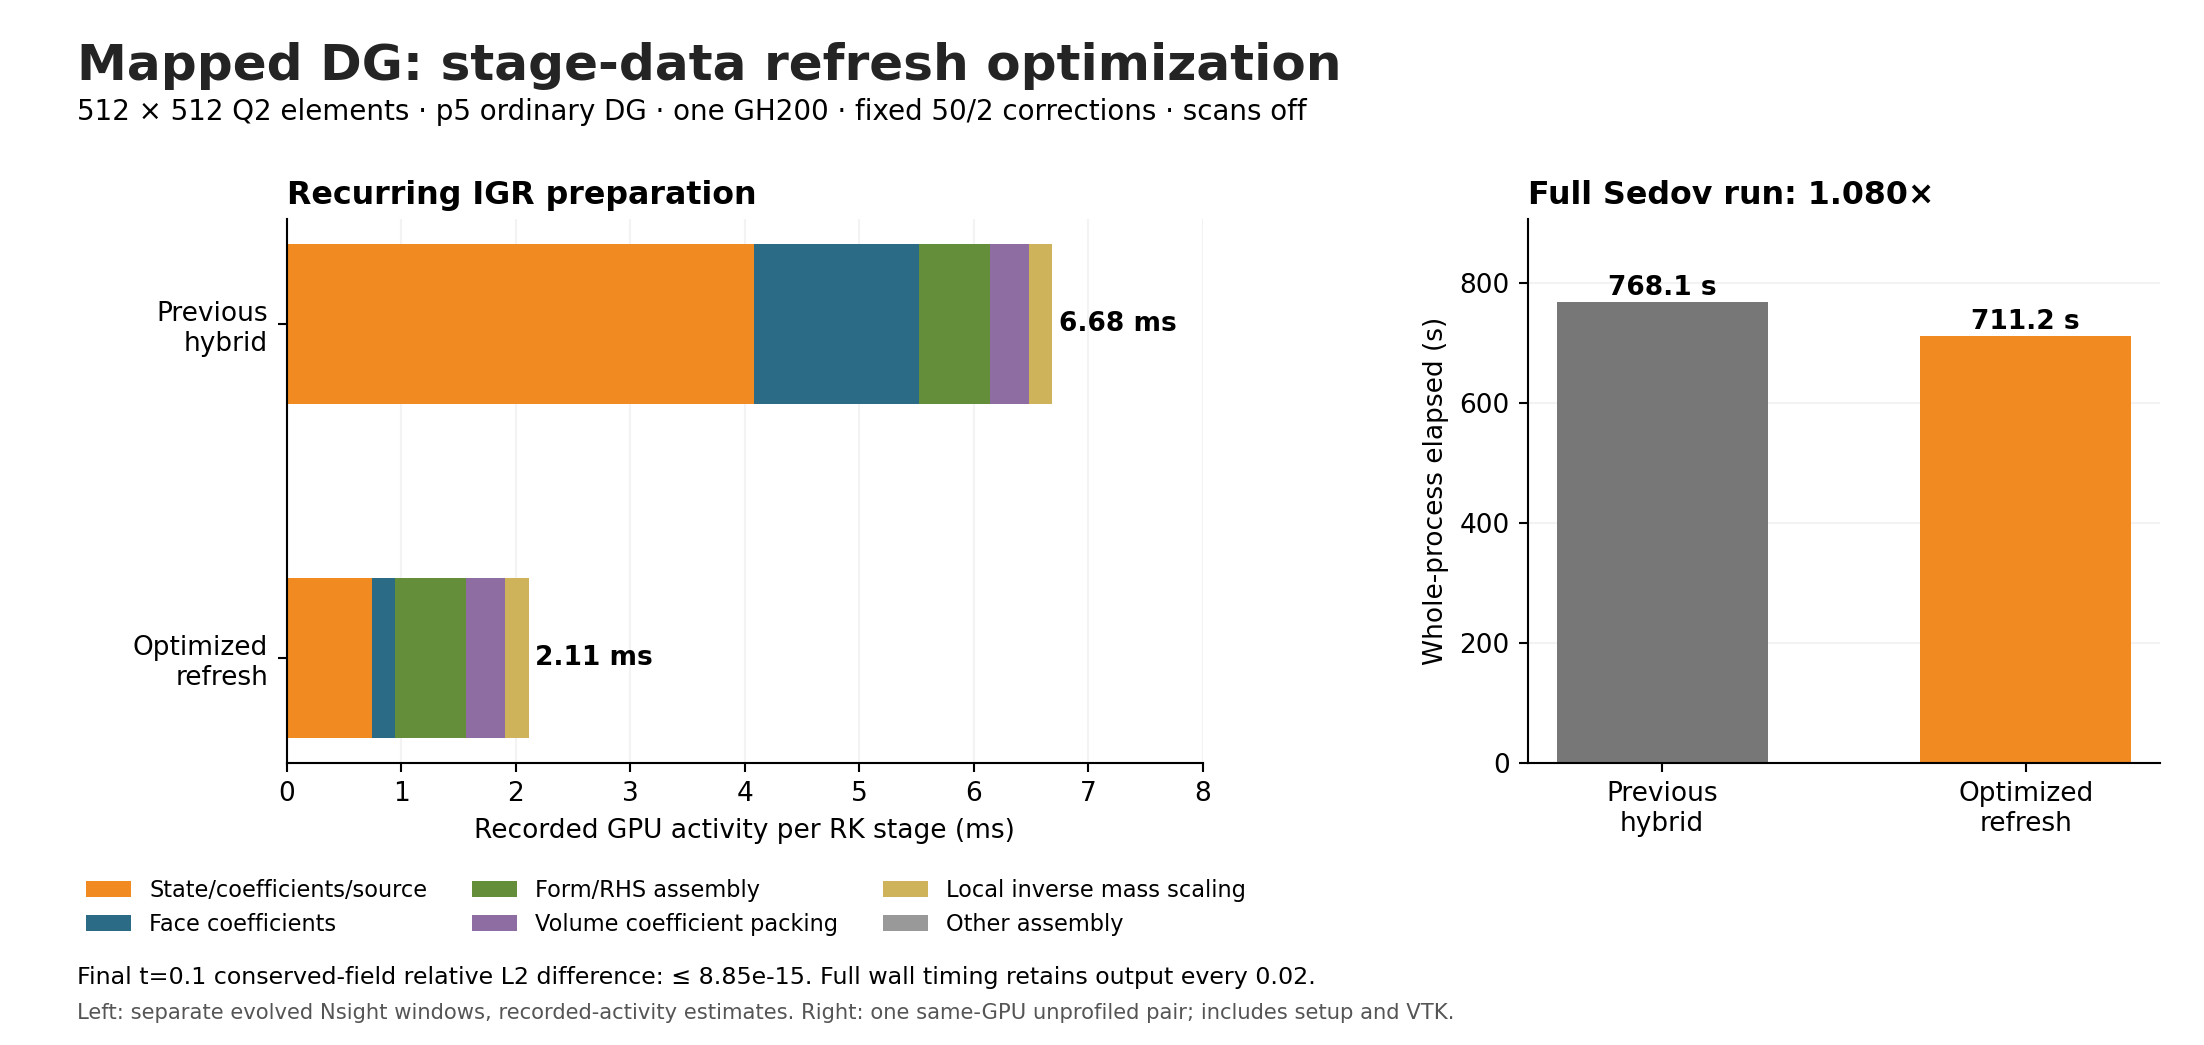 Mapped DG: stage-data refresh optimization
512 × 512 Q2 elements · p5 ordinary DG · one GH200 · fixed 50/2 corrections · scans off
Recurring IGR preparation
Previous
hybrid
6.68 ms
Optimized
refresh
2.11 ms
0 1 2 3 4 5 6 7 8
Recorded GPU activity per RK stage (ms)
State/coefficients/source
Face coefficients
Form/RHS assembly
Volume coefficient packing
Local inverse mass scaling
Other assembly
Full Sedov run: 1.080×
Whole-process elapsed (s)
800
600
400
200
0
768.1 s
711.2 s
Previous
hybrid
Optimized
refresh
Final t=0.1 conserved-field relative L2 difference: ≤ 8.85e-15. Full wall timing retains output every 0.02.
Left: separate evolved Nsight windows, recorded-activity estimates. Right: one same-GPU unprofiled pair; includes setup and VTK.